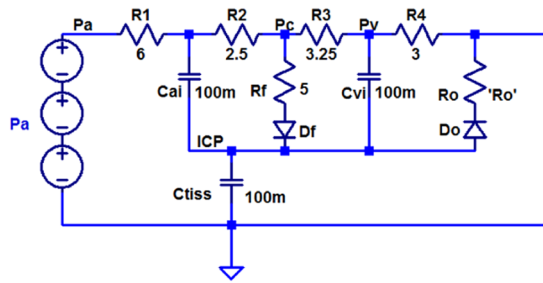 Pa R1 R2 Pc R3 Pv R4
6 2.5 3.25 3
Cai 100m Rf 5 Cvi 100m Ro 'Ro'
Pa
ICP Df Do
Ctiss 100m